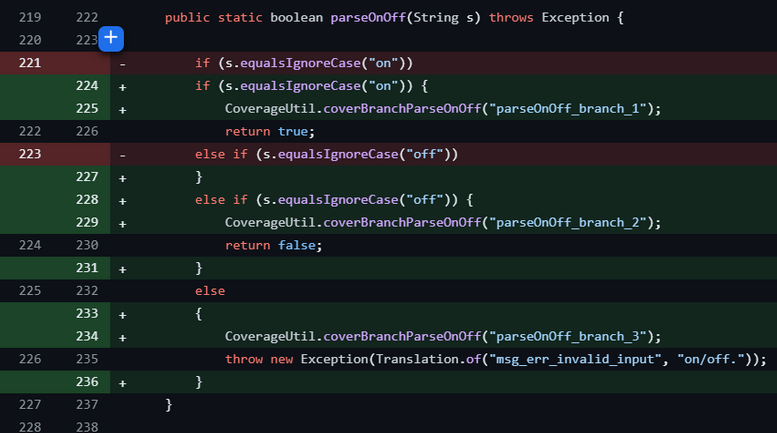 219 222 public static boolean parseOnOff(String s) throws Exception {
220 223
221 - if (s.equalsIgnoreCase("on"))
224 + if (s.equalsIgnoreCase("on")) {
225 + CoverageUtil.coverBranchParseOnOff("parseOnOff_branch_1");
222 226 return true;
223 - else if (s.equalsIgnoreCase("off"))
227 + }
228 + else if (s.equalsIgnoreCase("off")) {
229 + CoverageUtil.coverBranchParseOnOff("parseOnOff_branch_2");
224 230 return false;
231 + }
225 232 else
233 + {
234 + CoverageUtil.coverBranchParseOnOff("parseOnOff_branch_3");
226 235 throw new Exception(Translation.of("msg_err_invalid_input", "on/off."));
236 + }
227 237 }
228 238